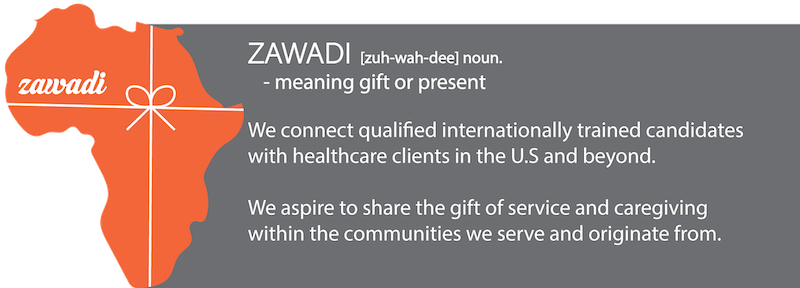 zawadi
ZAWADI [zuh-wah-dee] noun.
- meaning gift or present
We connect qualified internationally trained candidates
with healthcare clients in the U.S and beyond.
We aspire to share the gift of service and caregiving
within the communities we serve and originate from.